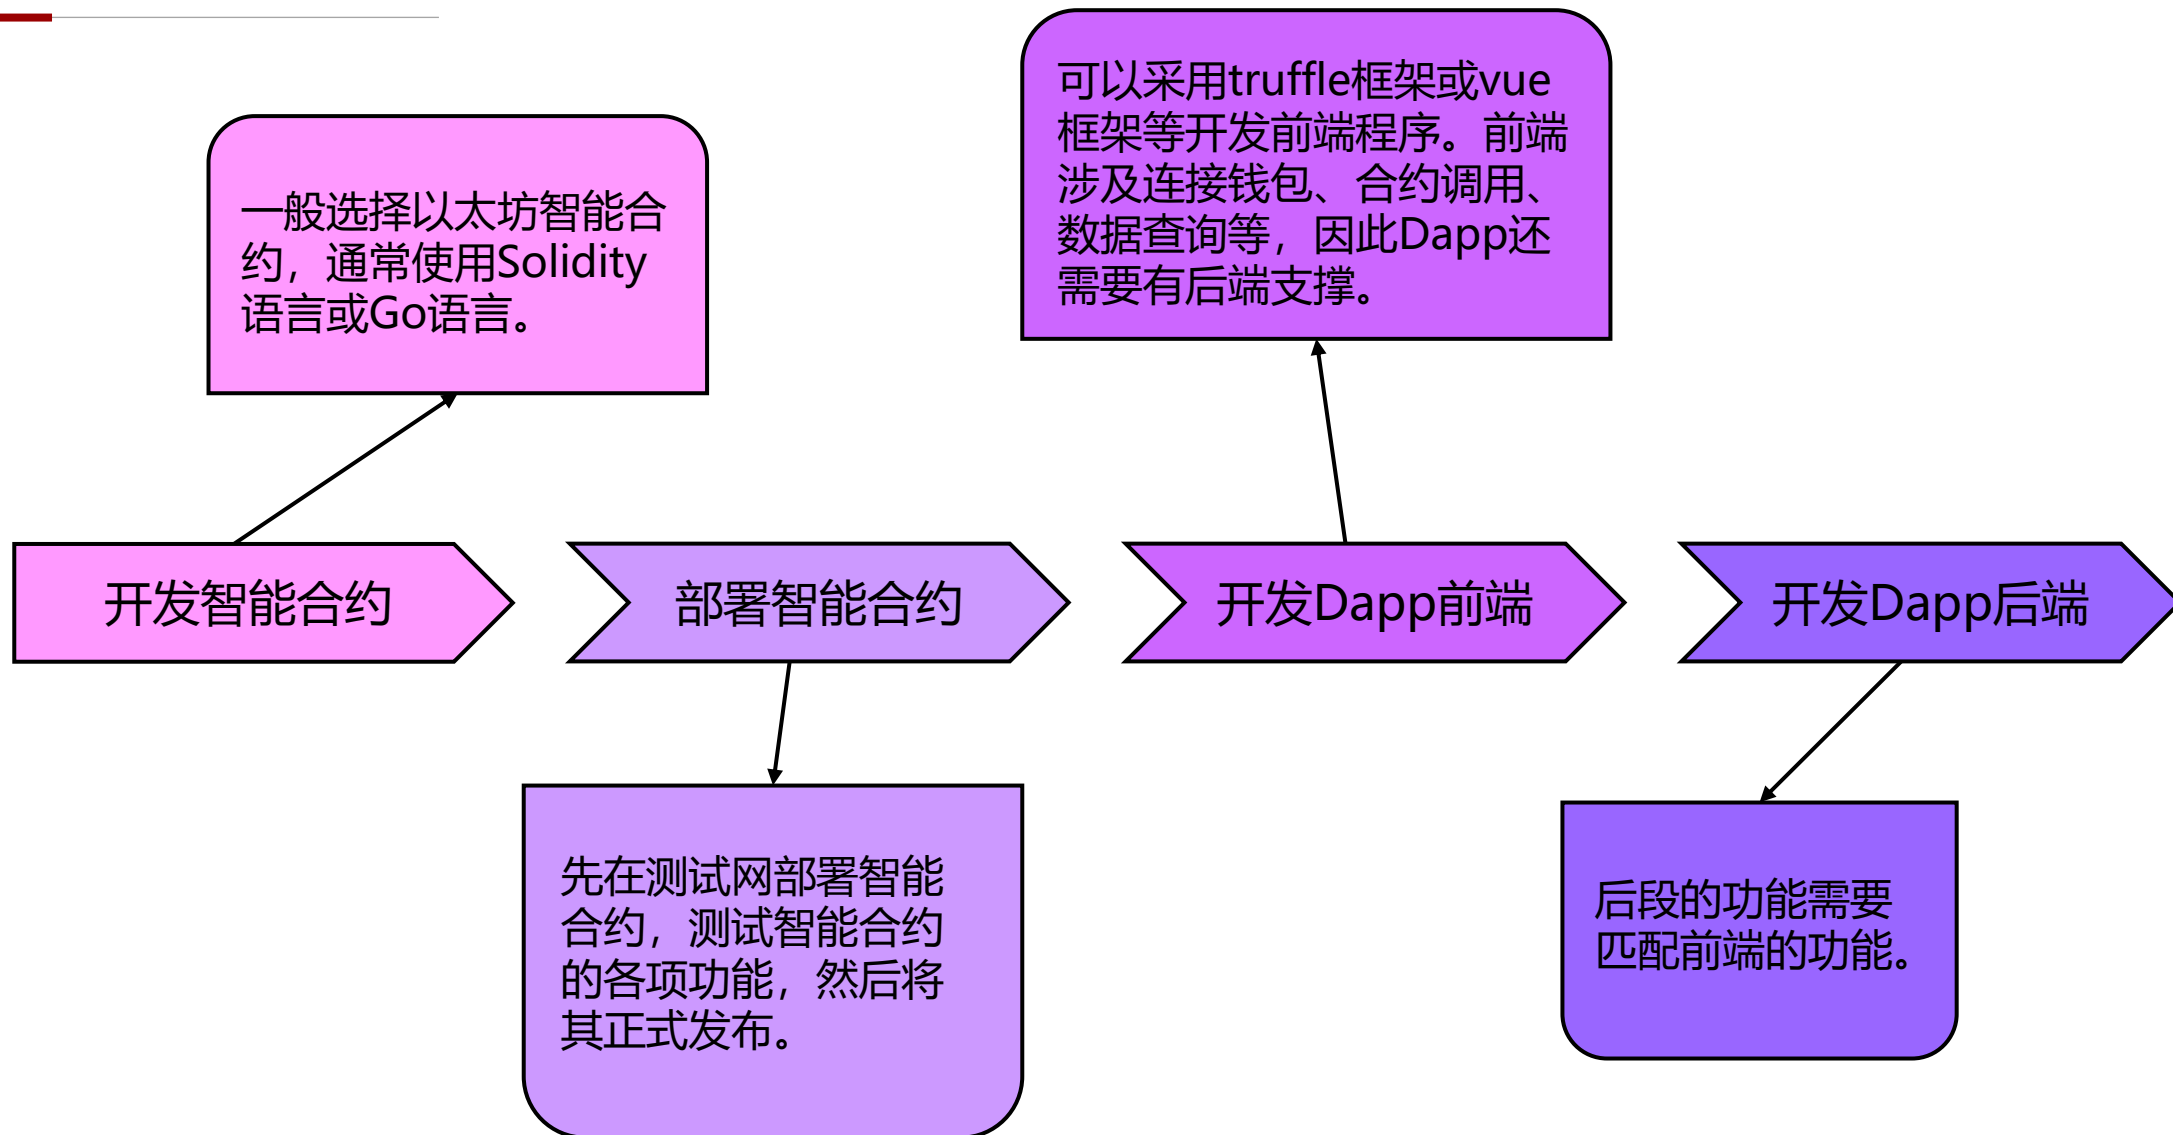 可以采用truffle框架或vue
框架等开发前端程序。前端
涉及连接钱包、合约调用、
数据查询等，因此Dapp还
需要有后端支撑。
一般选择以太坊智能合
约，通常使用Solidity
语言或Go语言。
开发智能合约
部署智能合约
开发Dapp前端
开发Dapp后端
先在测试网部署智能
合约，测试智能合约
的各项功能，然后将
其正式发布。
后段的功能需要
匹配前端的功能。